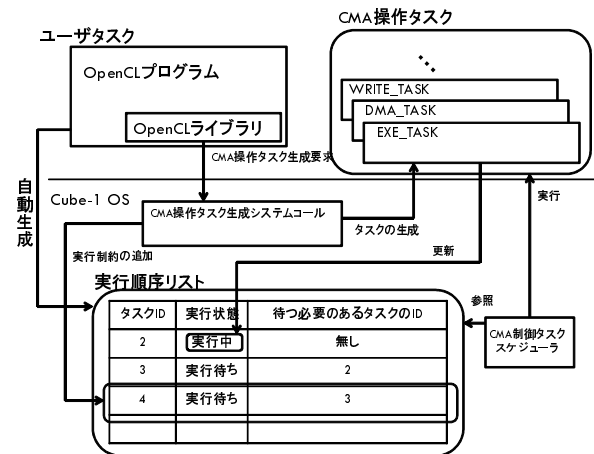 ユーザタスク
CMA操作タスク
OpenCLプログラム
OpenCLライブラリ
WRITE_TASK
DMA_TASK
EXE_TASK
CMA操作タスク生成要求
自動生成
Cube-1 OS
CMA操作タスク生成システムコール
タスクの生成
実行
実行制約の追加
更新
実行順序リスト
参照
タスクID 実行状態 待つ必要のあるタスクのID
2 実行中 無し
3 実行待ち 2
4 実行待ち 3
CMA制御タスク
スケジューラ